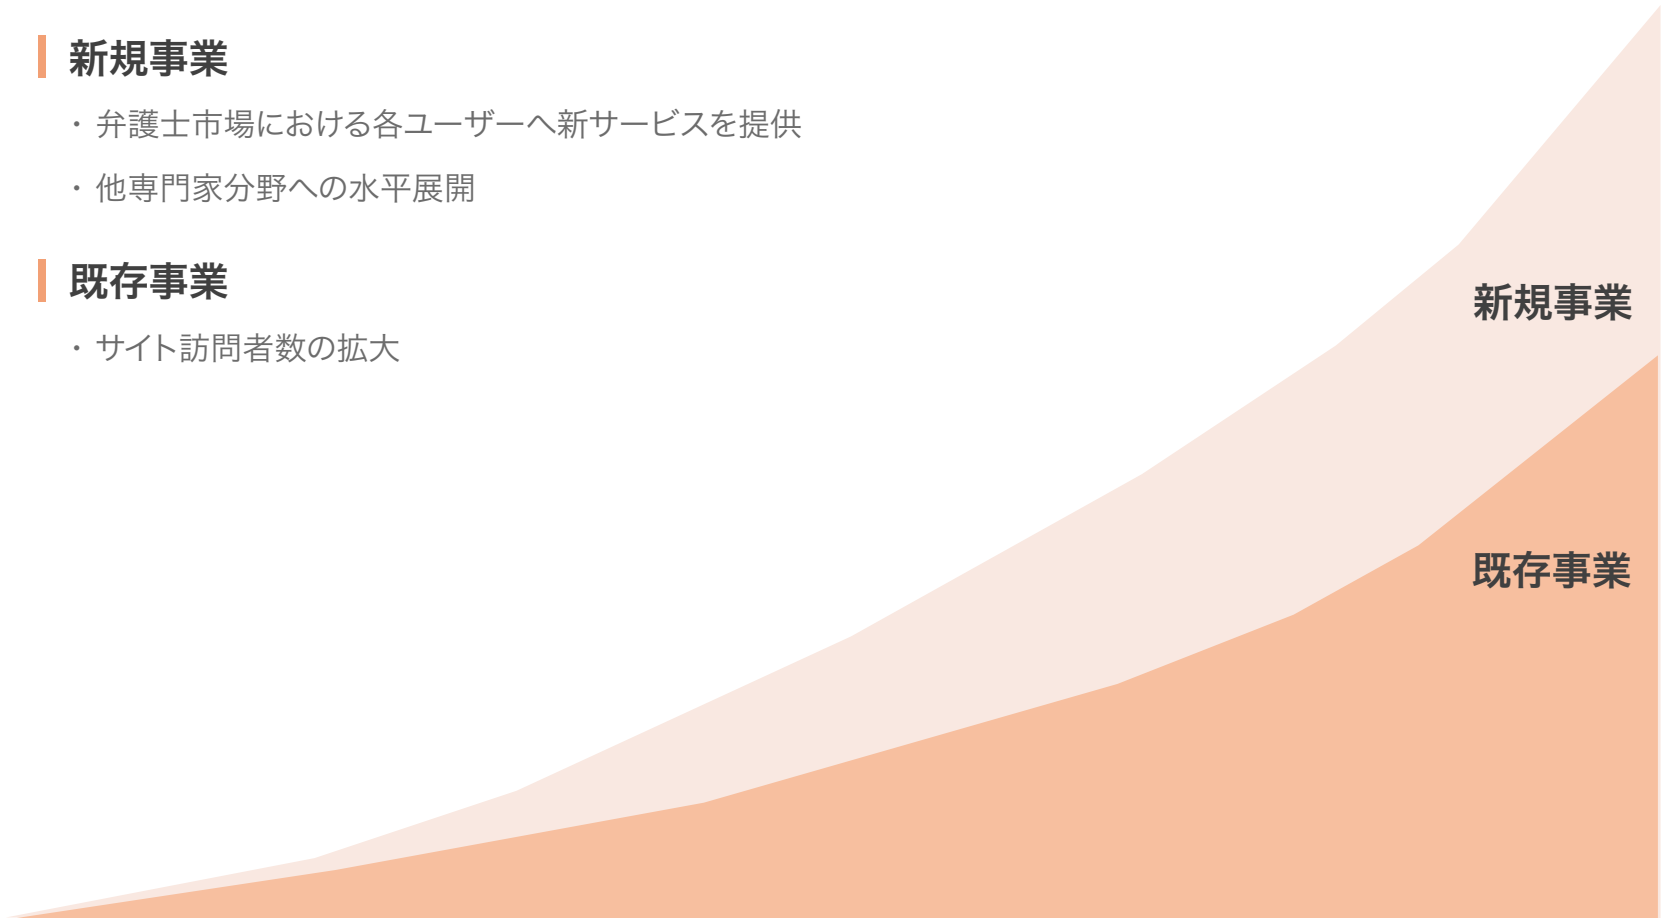 新規事業
・ 弁護士市場における各ユーザーへ新サービスを提供
・ 他専門家分野への水平展開
既存事業
・ サイト訪問者数の拡大
新規事業
既存事業